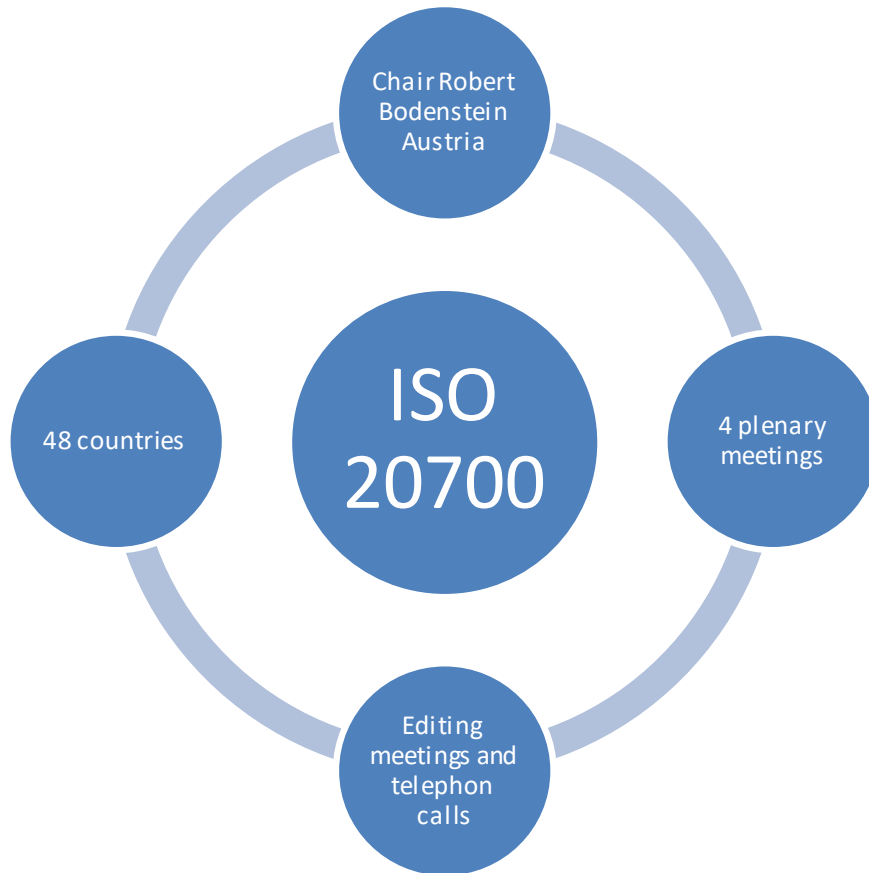 Chair Robert
Bodenstein
Austria
48 countries
ISO
20700
4 plenary
meetings
Editing
meetings and
telephon
calls